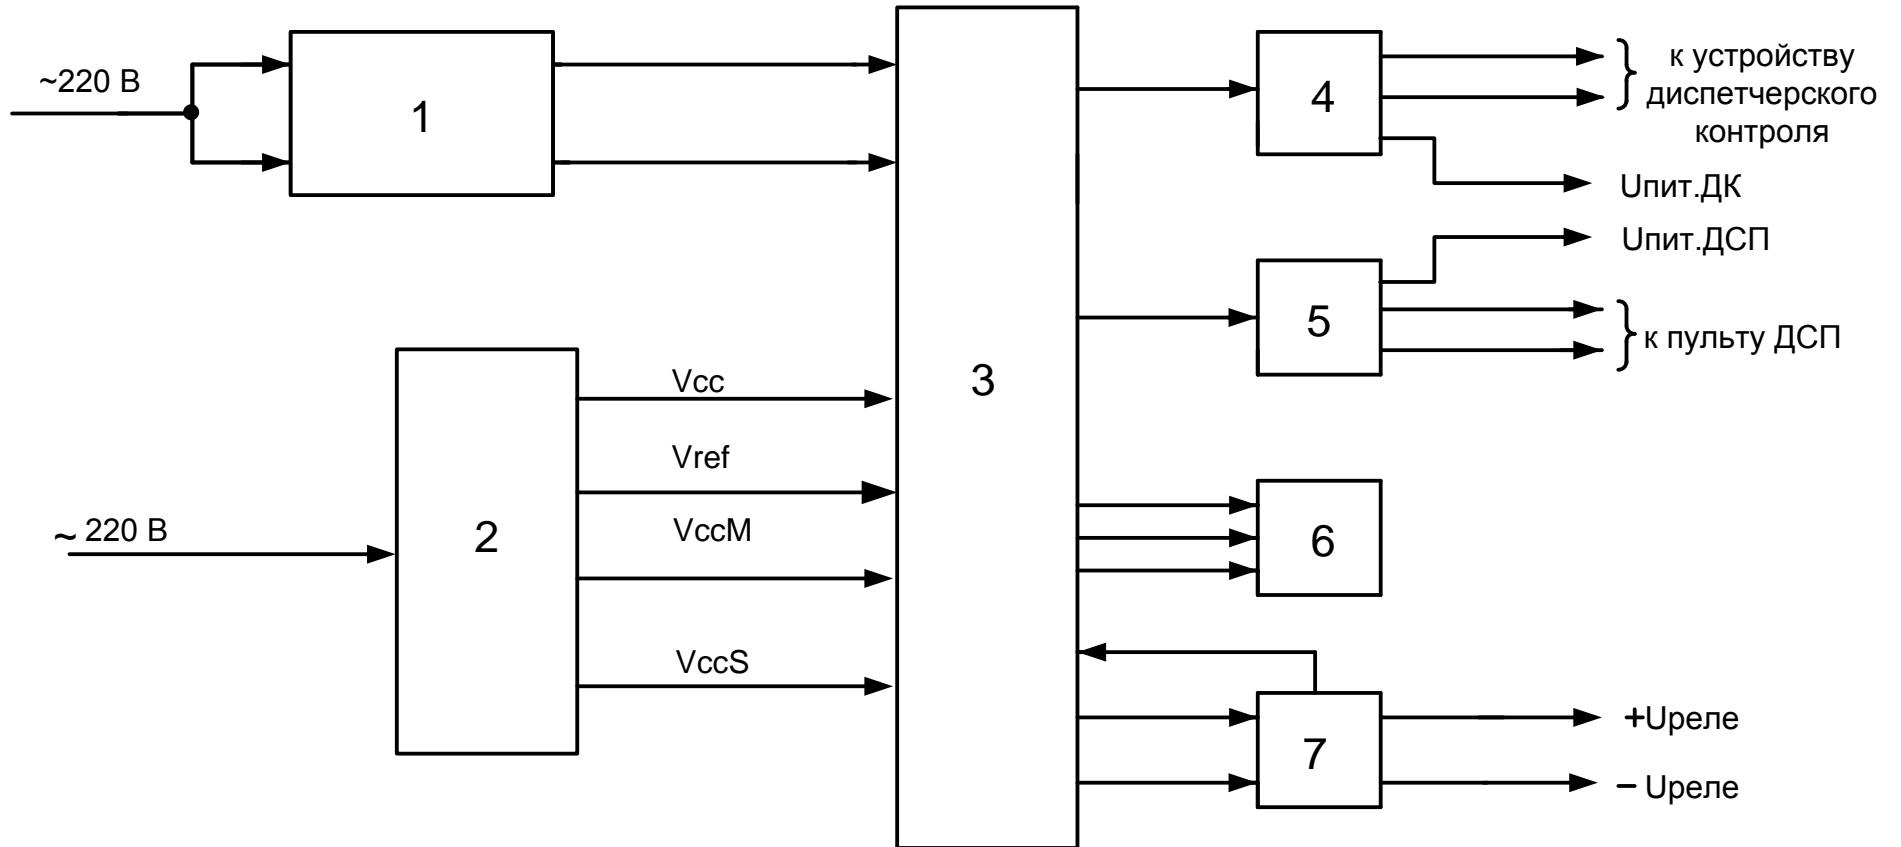 ~220 В
1
3
4
к устройству
диспетчерского
контроля
Uпит.ДК
Uпит.ДСП
5
к пульту ДСП
2
~ 220 В
Vcc
Vref
VccM
VccS
6
7
+Uреле
– Uреле